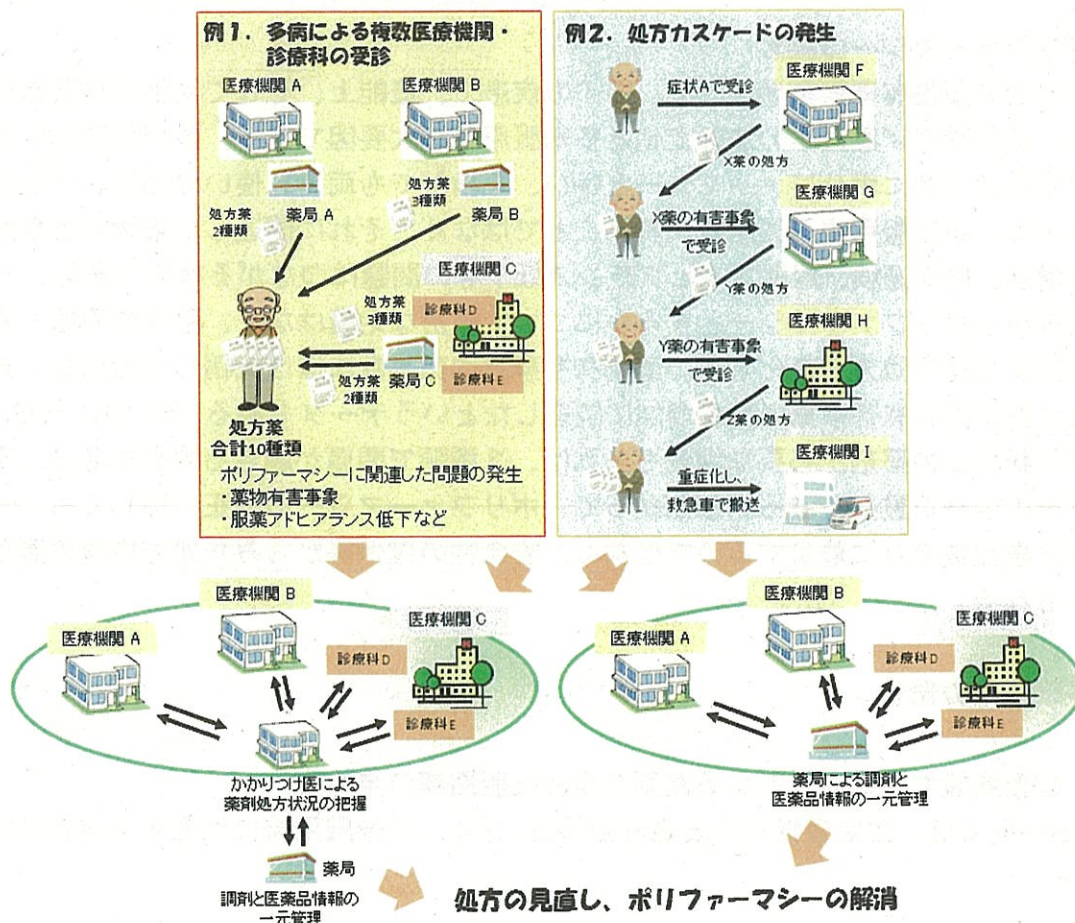 例1. 多病による複数医療機関・
診療科の受診
医療機関 A
医療機関 B
処方薬
2種類
薬局 A
処方薬
3種類
薬局 B
医療機関 C
処方薬
3種類
診療科D
薬局 C
診療科E
処方薬
2種類
処方薬
合計10種類
ポリファーマシーに関連した問題の発生
・薬物有害事象
・服薬アドヒアランス低下など
例2. 処方カスケードの発生
症状Aで受診
医療機関 F
X薬の処方
医療機関 G
X薬の有害事象
で受診
Y薬の処方
医療機関 H
Y薬の有害事象
で受診
Z薬の処方
医療機関 I
重症化し、
救急車で搬送
医療機関 B
医療機関 A
医療機関 C
診療科D
診療科E
かかりつけ医による
薬剤処方状況の把握
薬局
調剤と医薬品情報の
一元管理
医療機関 B
医療機関 A
医療機関 C
診療科D
診療科E
薬局による調剤と
医薬品情報の一元管理
処方の見直し、ポリファーマシーの解消